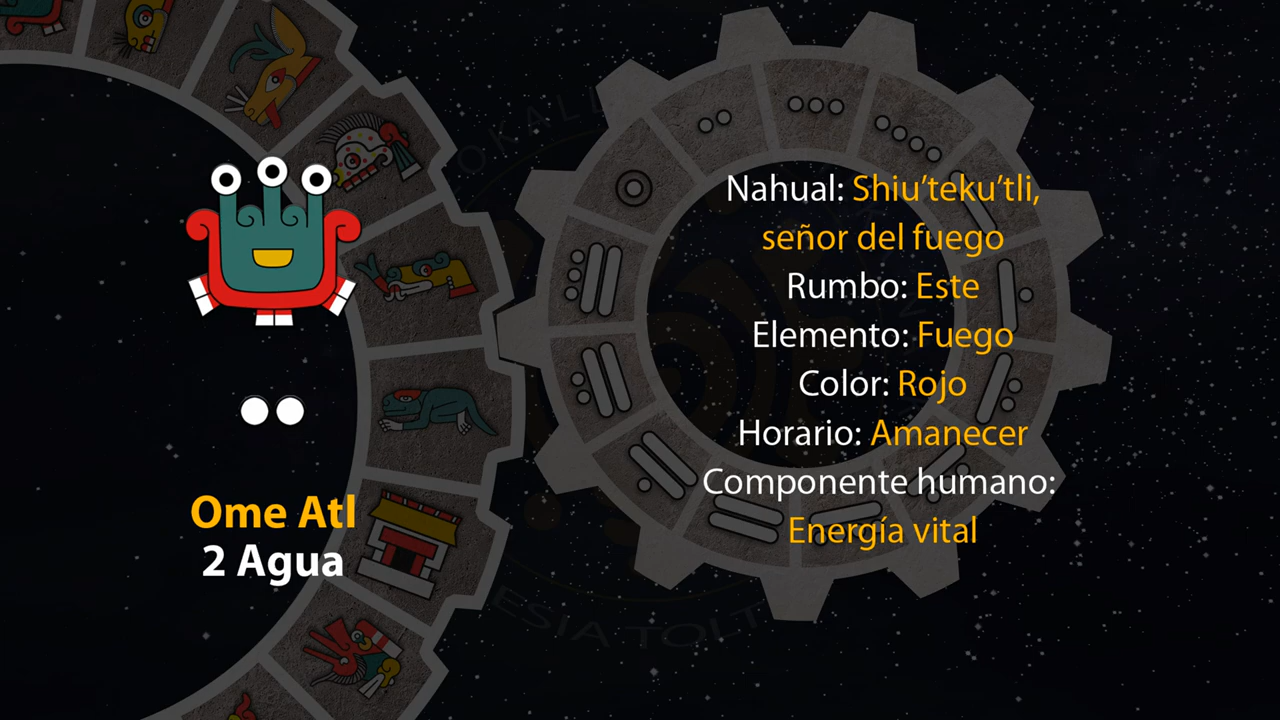 Ome Atl
2 Agua
Nahual: Shiu’teku’tli,
señor del fuego
Rumbo: Este
Elemento: Fuego
Color: Rojo
Horario: Amanecer
Componente humano:
Energía vital